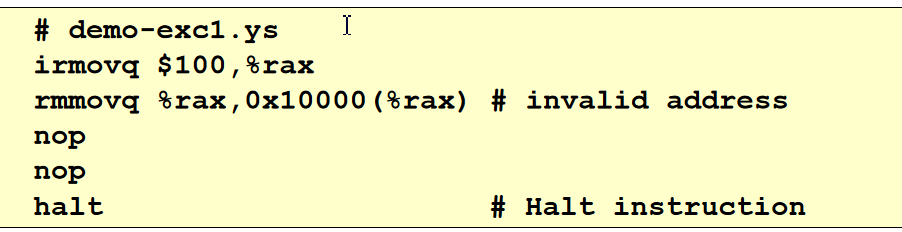 # demo-exc1.ys
irmovq $100,%rax
rmmovq %rax,0x10000(%rax) # invalid address
nop
nop
halt # Halt instruction